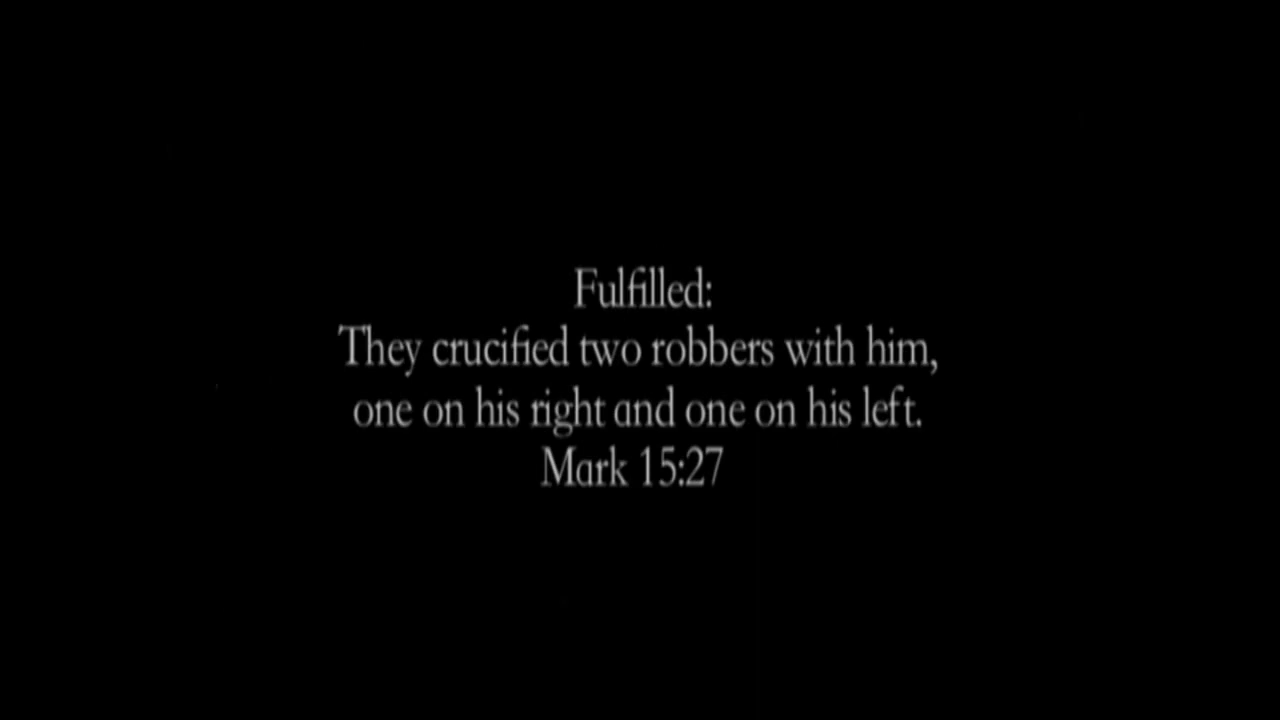 Fulfilled:
They crucified two robbers with him,
one on his right and one on his left.
Mark 15:27